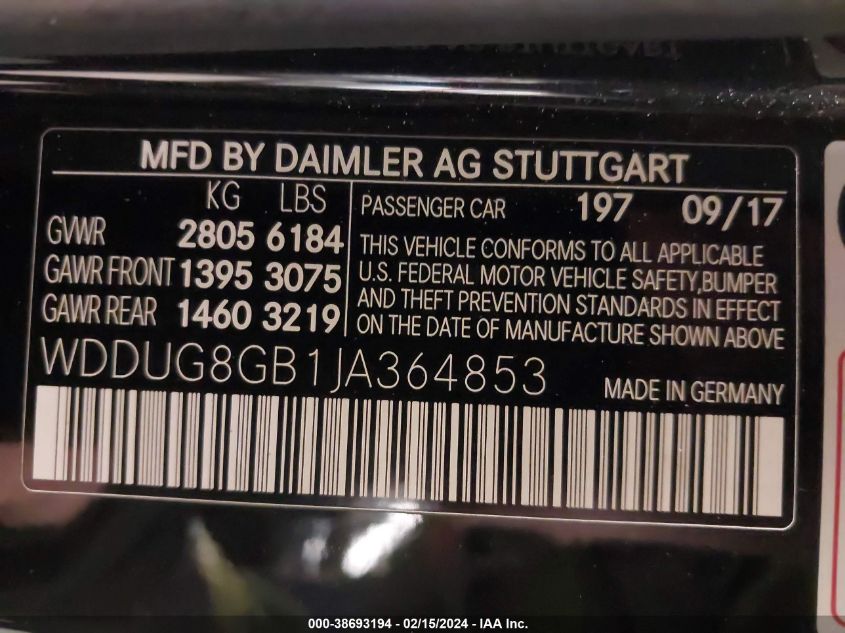 MFD BY DAIMLER AG STUTTGART
KG LBS
GVWR 2805 6184
GAWR FRONT 1395 3075
GAWR REAR 1460 3219
PASSENGER CAR 197 09/17
THIS VEHICLE CONFORMS TO ALL APPLICABLE
U.S. FEDERAL MOTOR VEHICLE SAFETY,BUMPER
AND THEFT PREVENTION STANDARDS IN EFFECT
ON THE DATE OF MANUFACTURE SHOWN ABOVE
WDDUG8GB1JA364853
MADE IN GERMANY
000-38693194 - 02/15/2024 - IAA Inc.